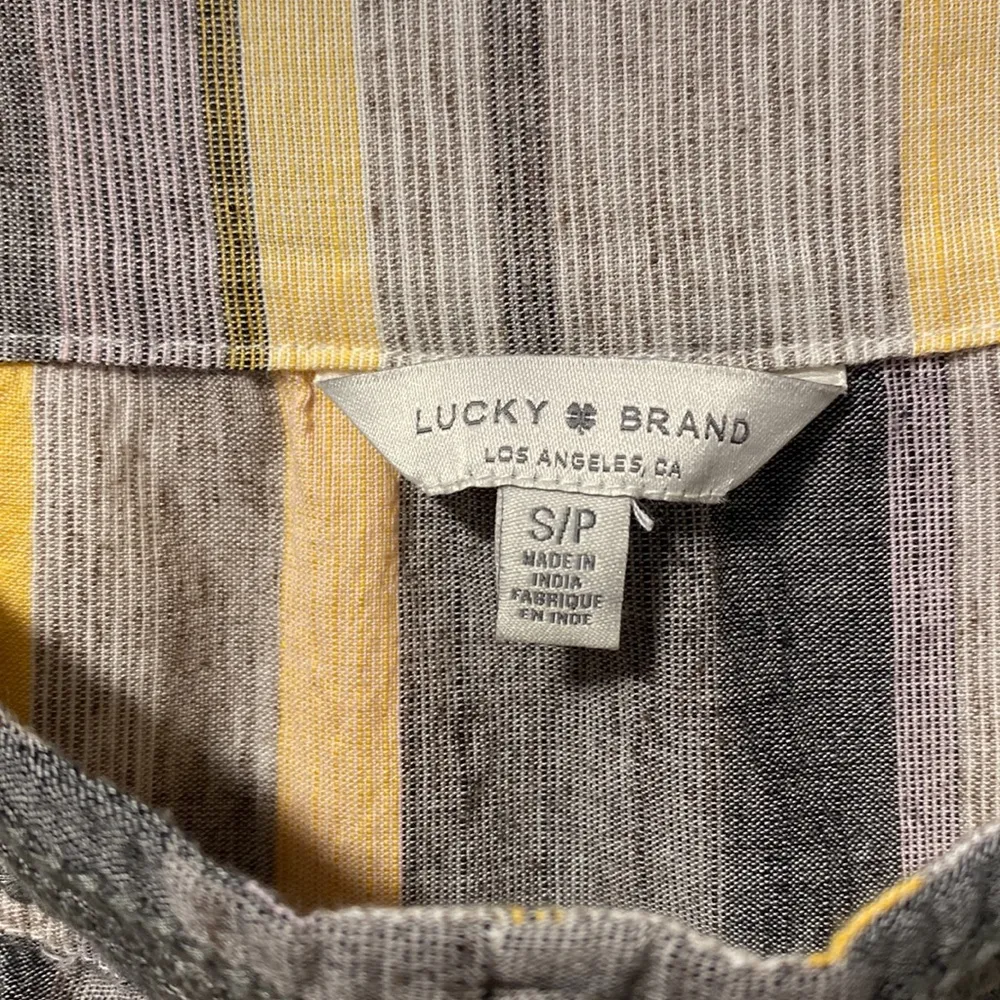 LUCKY BRAND
LOS ANGELES, CA
S/P
MADE IN
INDIA
FABRIQUE
EN INDE